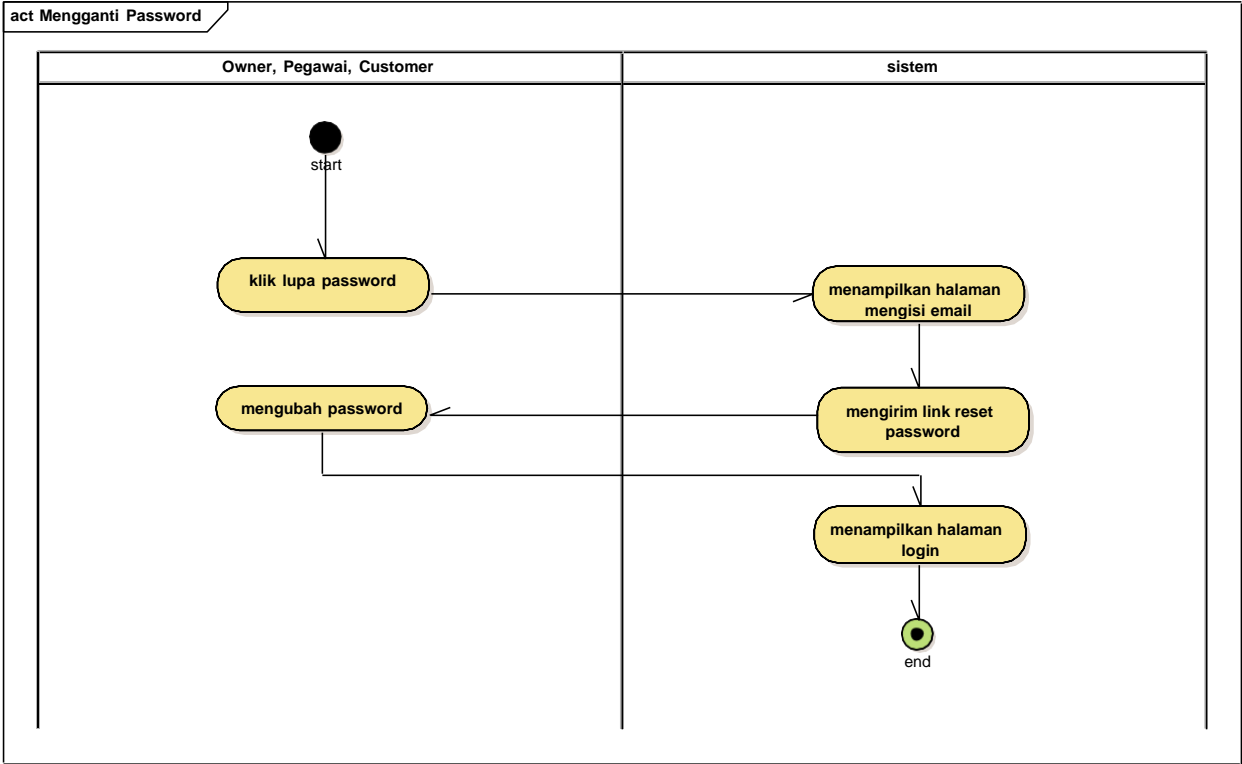 act Mengganti Password
Owner, Pegawai, Customer
sistem
start
klik lupa password
menampilkan halaman
mengisi email
mengubah password
mengirim link reset
password
menampilkan halaman
login
end